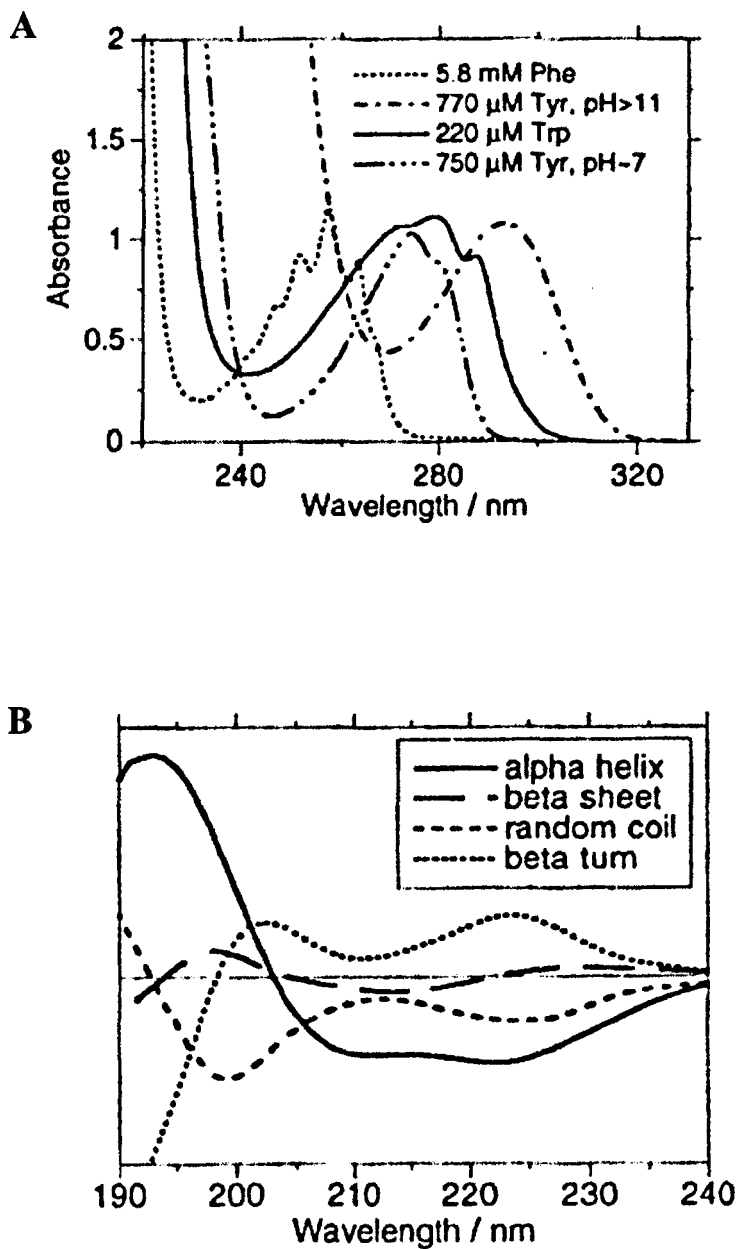 A
2
1.5
1
0.5
0
Absorbance
5.8 mM Phe
770 μM Tyr, pH>11
220 μM Trp
750 μM Tyr, pH~7
240
280
320
Wavelength / nm
B
alpha helix
beta sheet
random coil
beta turn
190
200
210
220
230
240
Wavelength / nm